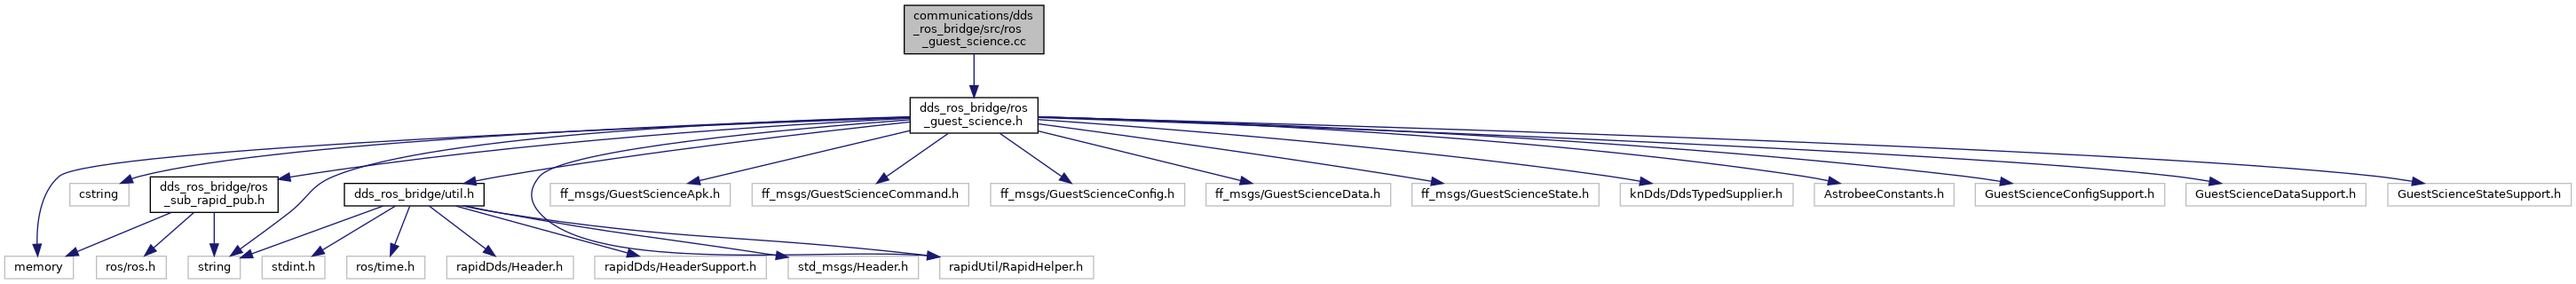 communications/dds
_ros_bridge/src/ros
_guest_science.cc
dds_ros_bridge/ros
_guest_science.h
cstring
dds_ros_bridge/ros
_sub_rapid_pub.h
dds_ros_bridge/util.h
ff_msgs/GuestScienceApk.h
ff_msgs/GuestScienceCommand.h
ff_msgs/GuestScienceConfig.h
ff_msgs/GuestScienceData.h
ff_msgs/GuestScienceState.h
knDds/DdsTypedSupplier.h
AstrobeeConstants.h
GuestScienceConfigSupport.h
GuestScienceDataSupport.h
GuestScienceStateSupport.h
memory
ros/ros.h
string
stdint.h
ros/time.h
rapidDds/Header.h
rapidDds/HeaderSupport.h
std_msgs/Header.h
rapidUtil/RapidHelper.h